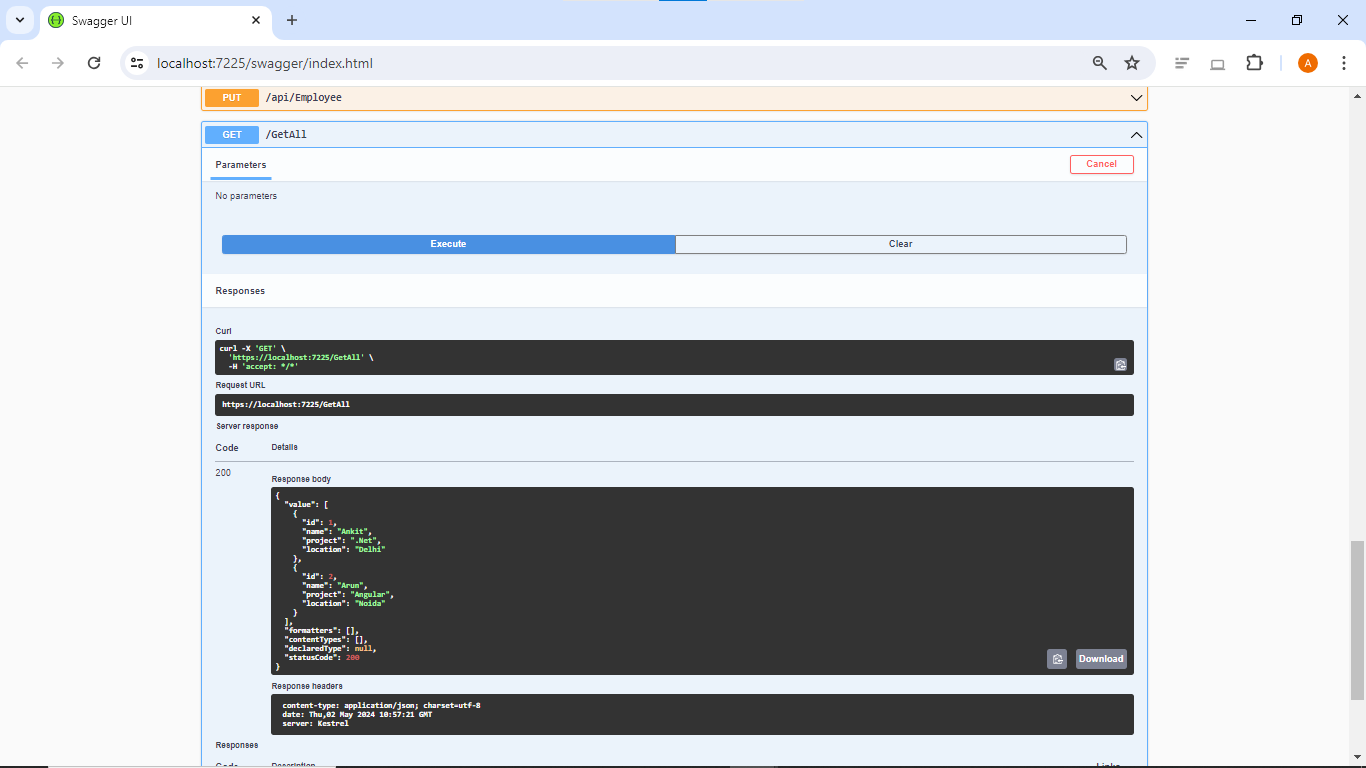 Swagger UI
localhost:7225/swagger/index.html
A
PUT /api/Employee
GET /GetAll
Parameters
Cancel
No parameters
Execute
Clear
Responses
Curl
curl -X 'GET' \
'https://localhost:7225/GetAll' \
-H 'accept: */*'
Request URL
https://localhost:7225/GetAll
Server response
Code Details
200
Response body
{
"value": [
{
"id": 1,
"name": "Ankit",
"project": ".Net",
"location": "Delhi"
},
{
"id": 2,
"name": "Arun",
"project": "Angular",
"location": "Noida"
}
],
"formatters": [],
"contentTypes": [],
"declaredType": null,
"statusCode": 200
}
Download
Response headers
content-type: application/json; charset=utf-8
date: Thu,02 May 2024 10:57:21 GMT
server: Kestrel
Responses
Code Description Links